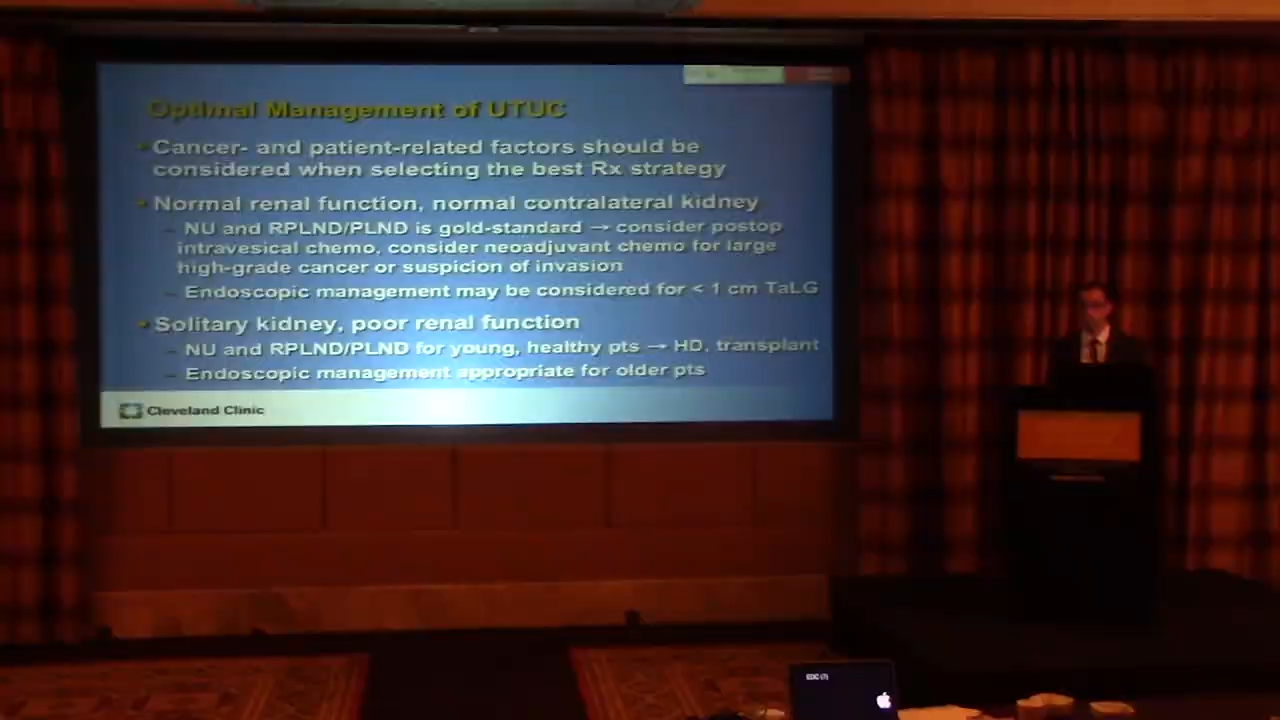 Optimal Management of UTUC
Cancer- and patient-related factors should be
considered when selecting the best Rx strategy
Normal renal function, normal contralateral kidney
– NU and RPLND/PLND is gold-standard → consider postop
intravesical chemo, consider neoadjuvant chemo for large
high-grade cancer or suspicion of invasion
– Endoscopic management may be considered for < 1 cm TaLG
Solitary kidney, poor renal function
– NU and RPLND/PLND for young, healthy pts → HD, transplant
– Endoscopic management appropriate for older pts
Cleveland Clinic